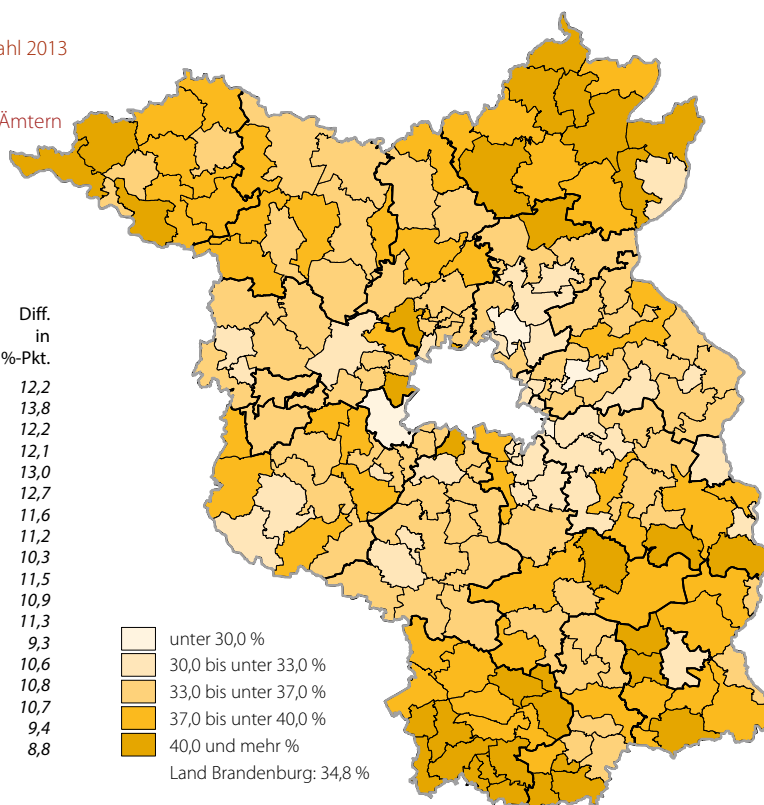 ahl 2013
Ämtern
Diff.
in
%-Pkt.
12,2
13,8
12,2
12,1
13,0
12,7
11,6
11,2
10,3
11,5
10,9
11,3
9,3
10,6
10,8
10,7
9,4
8,8
unter 30,0 %
30,0 bis unter 33,0 %
33,0 bis unter 37,0 %
37,0 bis unter 40,0 %
40,0 und mehr %
Land Brandenburg: 34,8 %